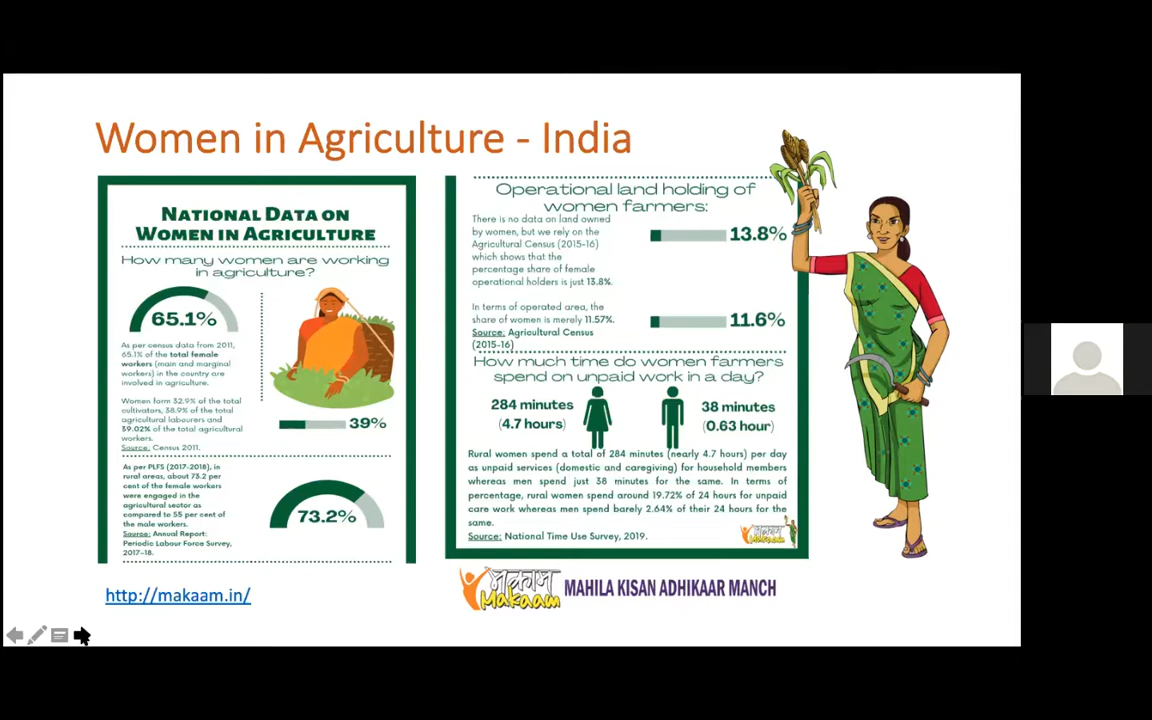 Women in Agriculture - India
National Data on
Women in Agriculture
How many women are working
in agriculture?
65.1%
As per census data from 2011,
65.1% of the total female
workers (main and marginal
workers) in the country are
involved in agriculture.
Women form 32.9% of the total
cultivators, 38.9% of the total
agricultural labourers and
39.02% of the total agricultural
workers.
Source: Census 2011.
39%
As per PLFS (2017-2018), in
rural areas, about 73.2 per
cent of the female workers
were engaged in the
agricultural sector as
compared to 55 per cent of
the male workers.
Source: Annual Report:
Periodic Labour Force Survey,
2017-18.
73.2%
Operational land holding of
women farmers:
There is no data on land owned
by women, but we rely on the
Agricultural Census (2015-16)
which shows that the
percentage share of female
operational holders is just 13.8%.
13.8%
In terms of operated area, the
share of women is merely 11.57%.
Source: Agricultural Census
(2015-16)
11.6%
How much time do women farmers
spend on unpaid work in a day?
284 minutes
(4.7 hours)
38 minutes
(0.63 hour)
Rural women spend a total of 284 minutes (nearly 4.7 hours) per day
as unpaid services (domestic and caregiving) for household members
whereas men spend just 38 minutes for the same. In terms of
percentage, rural women spend around 19.72% of 24 hours for unpaid
care work whereas men spend barely 2.64% of their 24 hours for the
same.
Source: National Time Use Survey, 2019.
http://makaam.in/
मकाम
Makaam
MAHILA KISAN ADHIKAAR MANCH